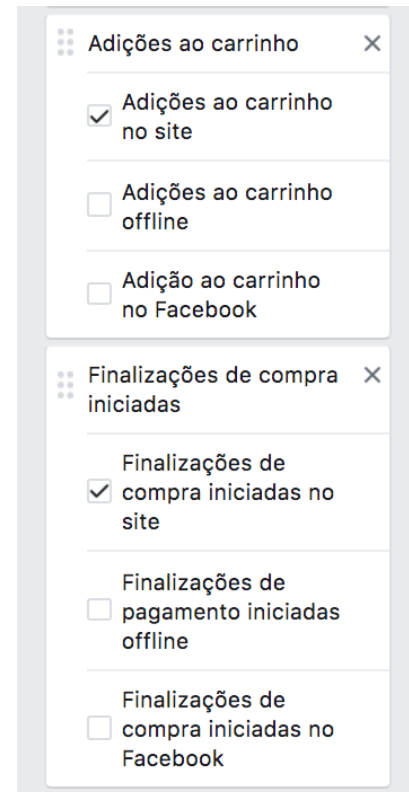 Adições ao carrinho
Adições ao carrinho
no site
Adições ao carrinho
offline
Adição ao carrinho
no Facebook
Finalizações de compra
iniciadas
Finalizações de
compra iniciadas no
site
Finalizações de
pagamento iniciadas
offline
Finalizações de
compra iniciadas no
Facebook